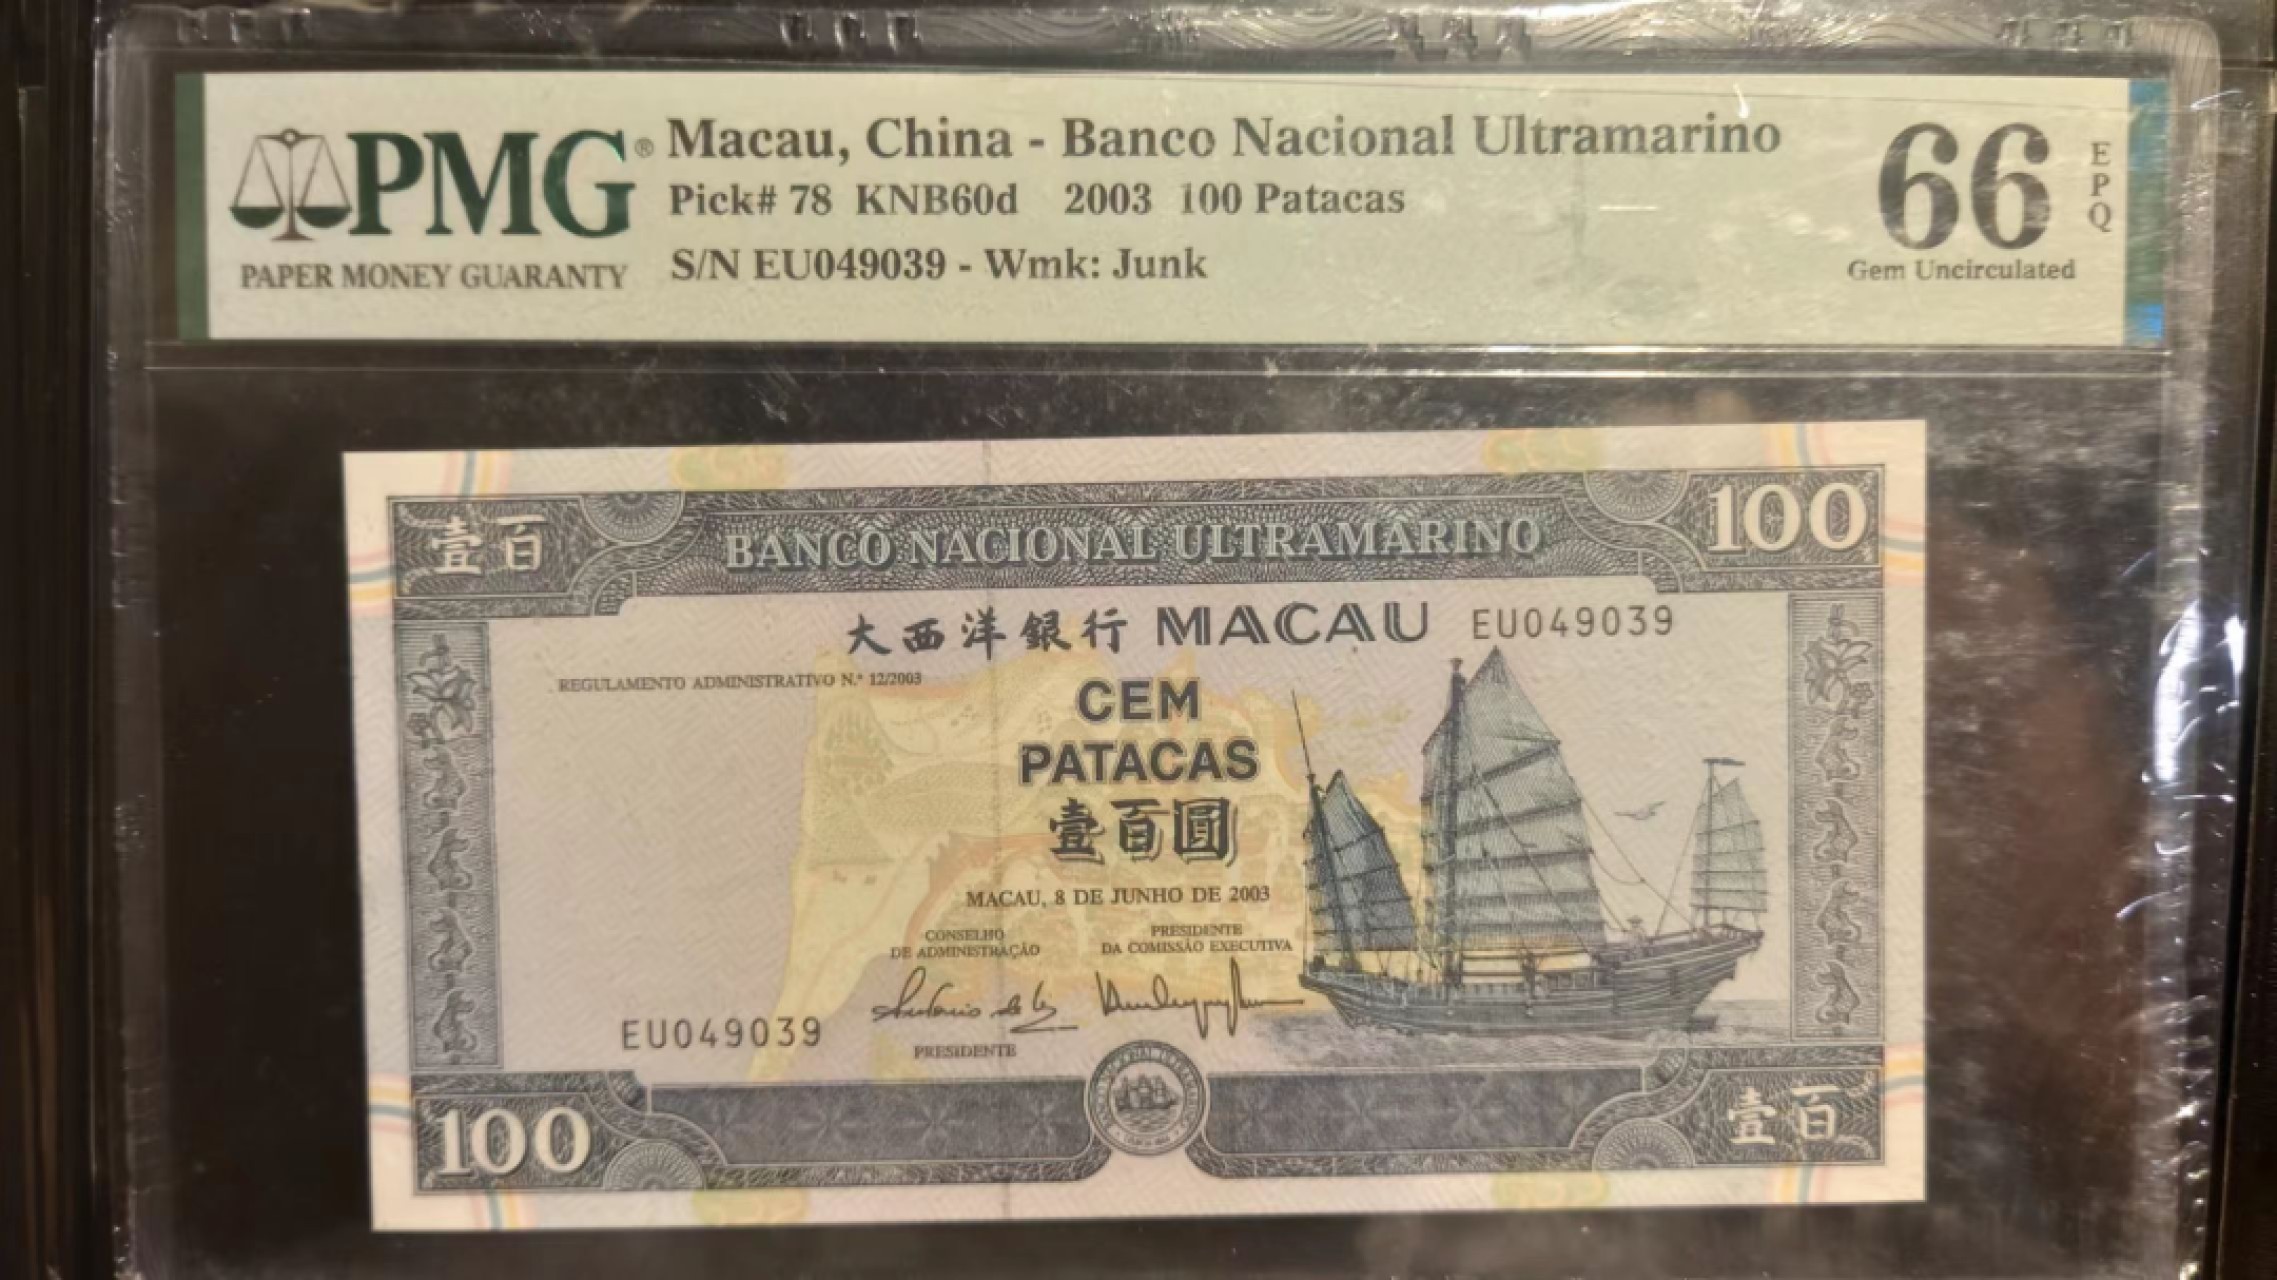 PMG® Macau, China - Banco Nacional Ultramarino
Pick# 78 KNB60d 2003 100 Patacas
PAPER MONEY GUARANTY S/N EU049039 - Wmk: Junk
66 EPQ
Gem Uncirculated
壹百 BANCO NACIONAL ULTRAMARINO 100
大西洋銀行 MACAU EU049039
REGULAMENTO ADMINISTRATIVO N.º 12/2003
CEM
PATACAS
壹百圓
MACAU, 8 DE JUNHO DE 2003
CONSELHO
DE ADMINISTRAÇÃO
PRESIDENTE
DA COMISSÃO EXECUTIVA
EU049039
PRESIDENTE
100 壹百